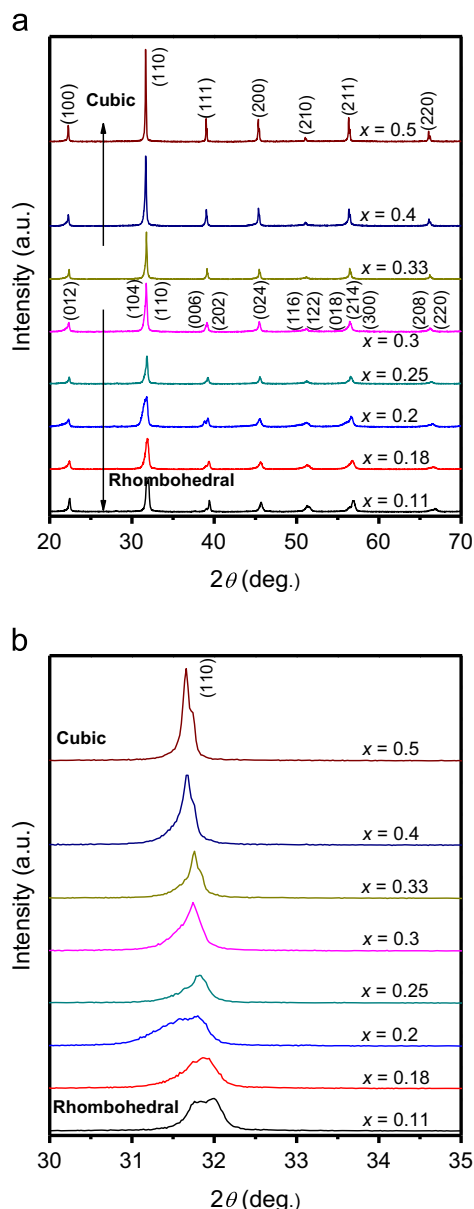 a
(100)
Cubic
(110)
(111)
(200)
(210)
(211)
(220)
x = 0.5
x = 0.4
x = 0.33
(012)
(104)
(110)
(006)
(202)
(024)
(116)
(122)
(018)
(214)
(300)
(208)
(220)
x = 0.3
x = 0.25
x = 0.2
x = 0.18
Rhombohedral
x = 0.11
Intensity (a.u.)
20 30 40 50 60 70
2θ (deg.)
b
(110)
Cubic
x = 0.5
x = 0.4
x = 0.33
x = 0.3
x = 0.25
x = 0.2
x = 0.18
Rhombohedral
x = 0.11
Intensity (a.u.)
30 31 32 33 34 35
2θ (deg.)